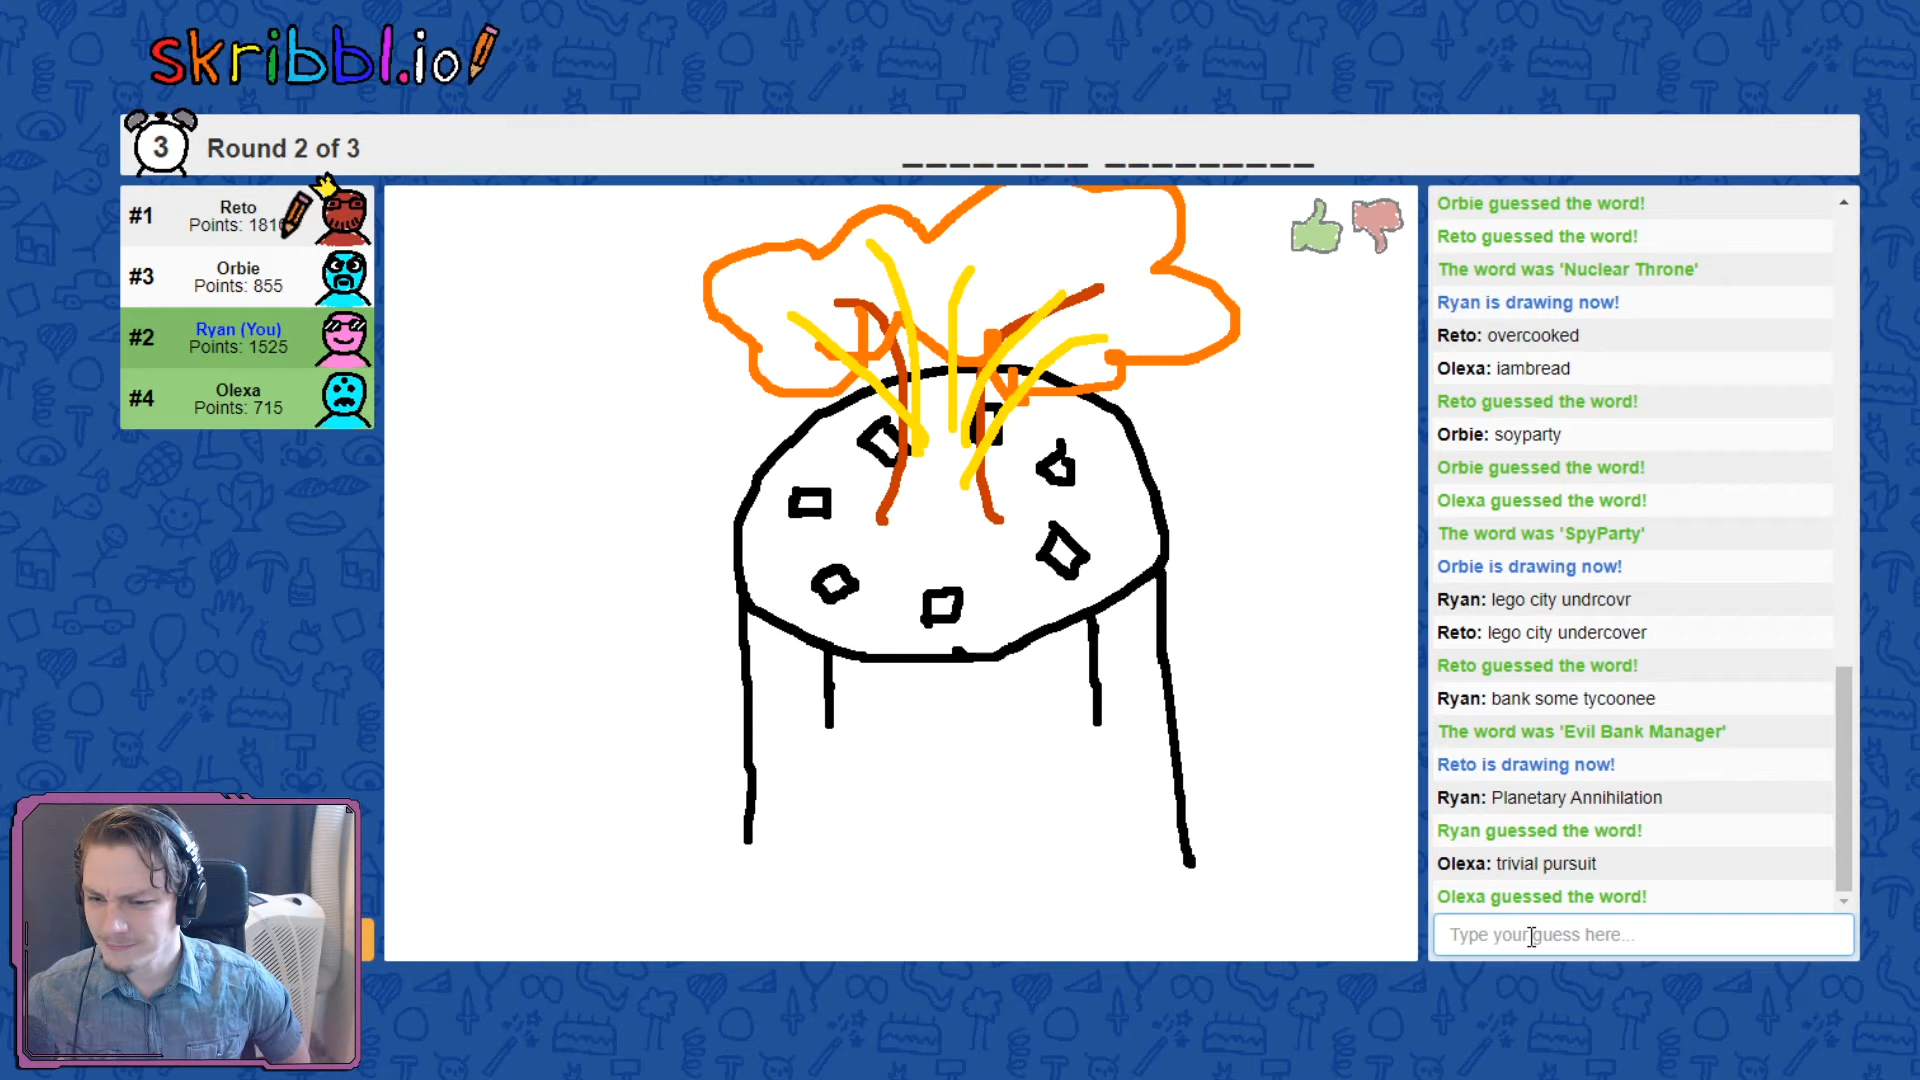 skribbl.io
3
Round 2 of 3
________ _________
#1
Reto
Points: 1810
#3
Orbie
Points: 855
#2
Ryan (You)
Points: 1525
#4
Olexa
Points: 715
Orbie guessed the word!
Reto guessed the word!
The word was 'Nuclear Throne'
Ryan is drawing now!
Reto: overcooked
Olexa: iambread
Reto guessed the word!
Orbie: soyparty
Orbie guessed the word!
Olexa guessed the word!
The word was 'SpyParty'
Orbie is drawing now!
Ryan: lego city undrcovr
Reto: lego city undercover
Reto guessed the word!
Ryan: bank some tycoonee
The word was 'Evil Bank Manager'
Reto is drawing now!
Ryan: Planetary Annihilation
Ryan guessed the word!
Olexa: trivial pursuit
Olexa guessed the word!
Type your guess here...